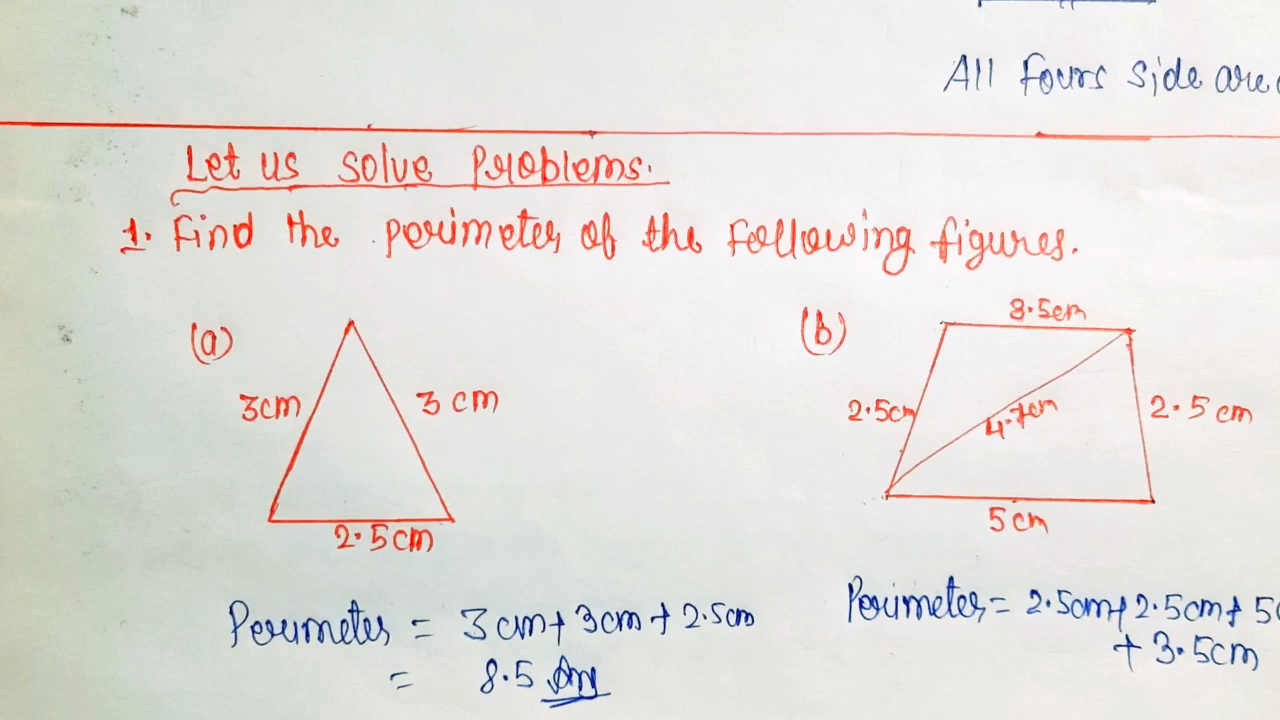 All Fours Side are
Let us solve Problems.
1. Find the perimeter of the Following figures.
(a)
3cm
3 cm
2.5cm
(b)
3.5cm
2.5cm
4.7cm
2.5 cm
5cm
Perimeter = 3cm+3cm+2.5cm
= 8.5
Perimeter = 2.5cm+2.5cm+5
+3.5cm